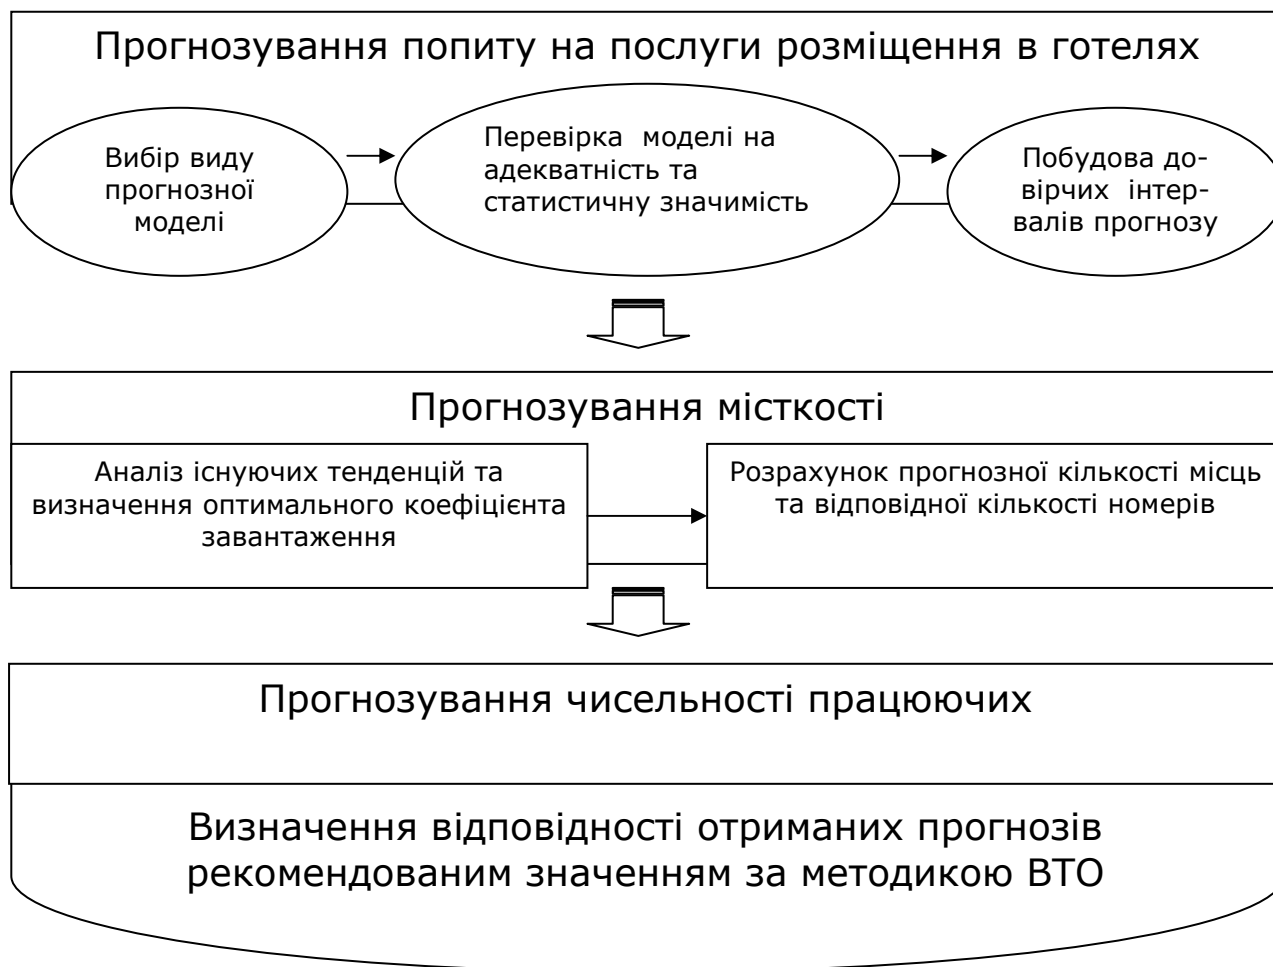 Прогнозування попиту на послуги розміщення в готелях
Вибір виду
прогнозної
моделі
Перевірка моделі на
адекватність та
статистичну значимість
Побудова до-
вірчих інтер-
валів прогнозу
Прогнозування місткості
Аналіз існуючих тенденцій та
визначення оптимального коефіцієнта
завантаження
Розрахунок прогнозної кількості місць
та відповідної кількості номерів
Прогнозування чисельності працюючих
Визначення відповідності отриманих прогнозів
рекомендованим значенням за методикою ВТО